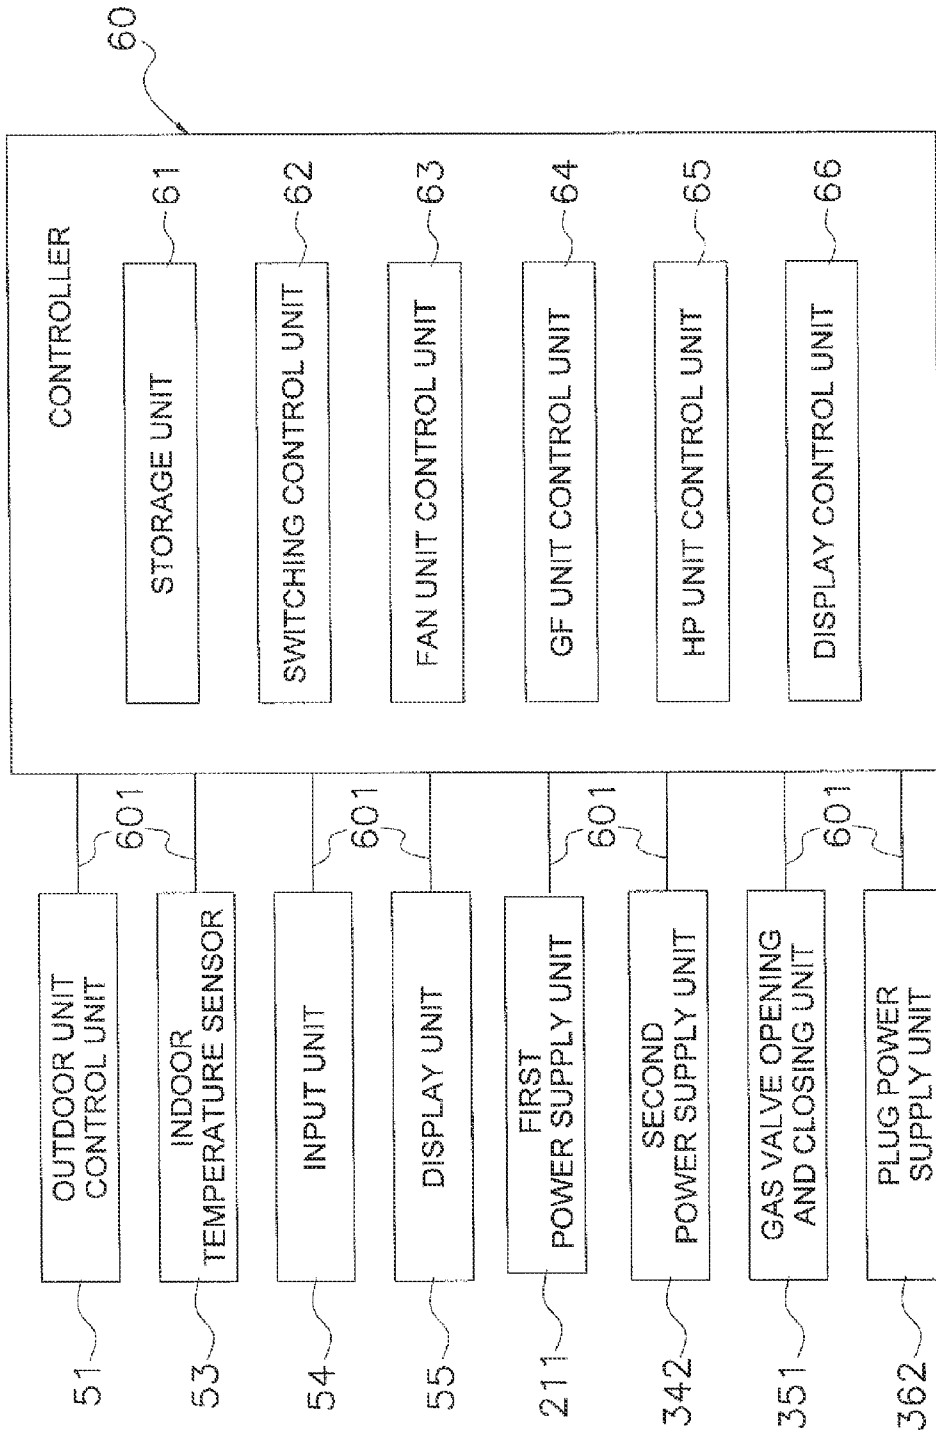 60
CONTROLLER
STORAGE UNIT
61
SWITCHING CONTROL UNIT
62
FAN UNIT CONTROL UNIT
63
GF UNIT CONTROL UNIT
64
HP UNIT CONTROL UNIT
65
DISPLAY CONTROL UNIT
66
601
601
601
601
51
OUTDOOR UNIT
CONTROL UNIT
53
INDOOR
TEMPERATURE SENSOR
54
INPUT UNIT
55
DISPLAY UNIT
211
FIRST
POWER SUPPLY UNIT
342
SECOND
POWER SUPPLY UNIT
351
GAS VALVE OPENING
AND CLOSING UNIT
362
PLUG POWER
SUPPLY UNIT